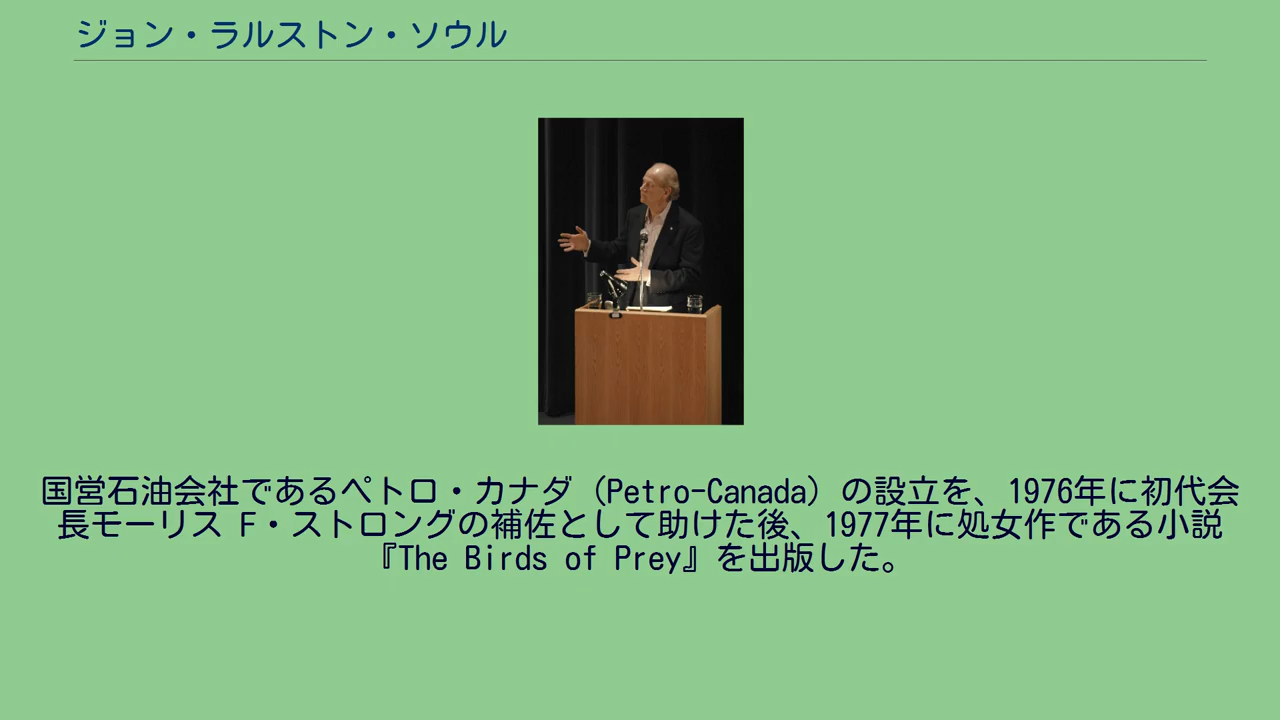 ジョン・ラルストン・ソウル
国営石油会社であるペトロ・カナダ（Petro-Canada）の設立を、1976年に初代会
長モーリス F・ストロングの補佐として助けた後、1977年に処女作である小説
『The Birds of Prey』を出版した。